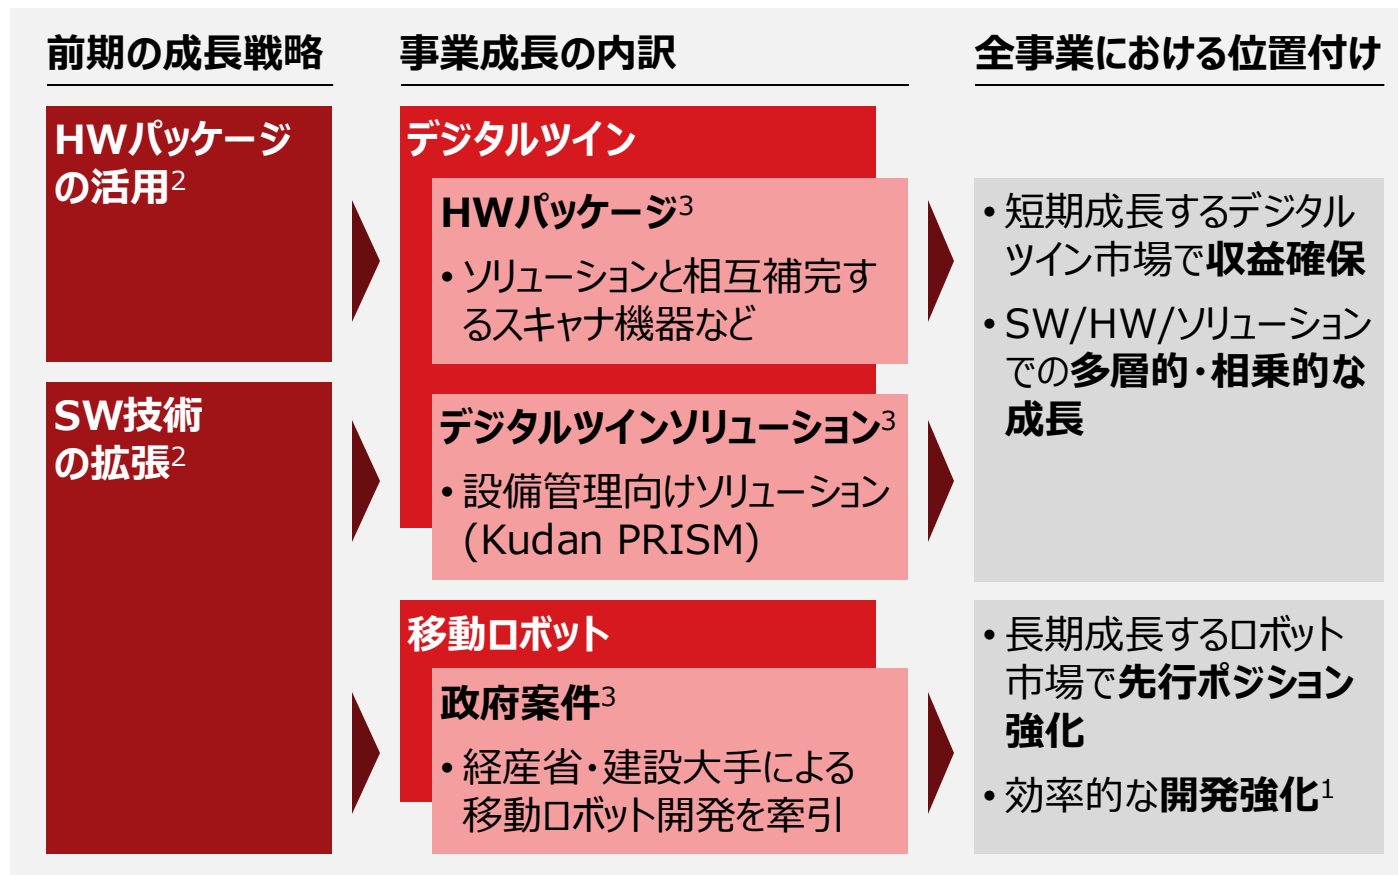 前期の成長戦略
事業成長の内訳
全事業における位置付け
HWパッケージ
の活用2
SW技術
の拡張2
デジタルツイン
HWパッケージ3
• ソリューションと相互補完す
るスキャナ機器など
デジタルツインソリューション3
• 設備管理向けソリューション
(Kudan PRISM)
移動ロボット
政府案件3
• 経産省・建設大手による
移動ロボット開発を牽引
• 短期成長するデジタル
ツイン市場で収益確保
• SW/HW/ソリューション
での多層的・相乗的な
成長
• 長期成長するロボット
市場で先行ポジション
強化
• 効率的な開発強化1